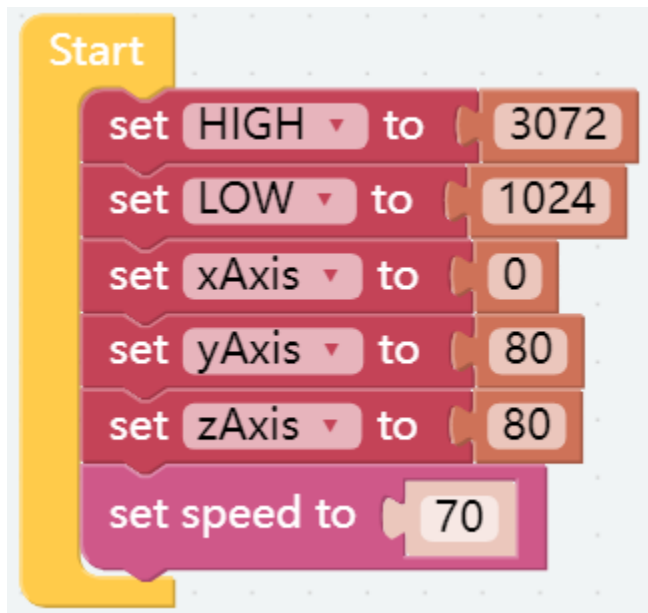 Start
set HIGH to 3072
set LOW to 1024
set xAxis to 0
set yAxis to 80
set zAxis to 80
set speed to 70